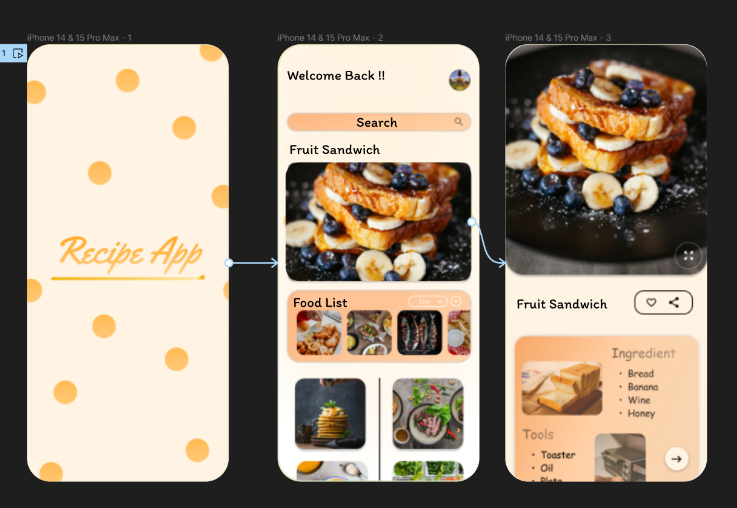 iPhone 14 & 15 Pro Max - 1
iPhone 14 & 15 Pro Max - 2
iPhone 14 & 15 Pro Max - 3
1
Recipe App
Welcome Back !!
Search
Fruit Sandwich
Food List
Fruit Sandwich
Ingredient
• Bread
• Banana
• Wine
• Honey
Tools
• Toaster
• Oil
• Plate